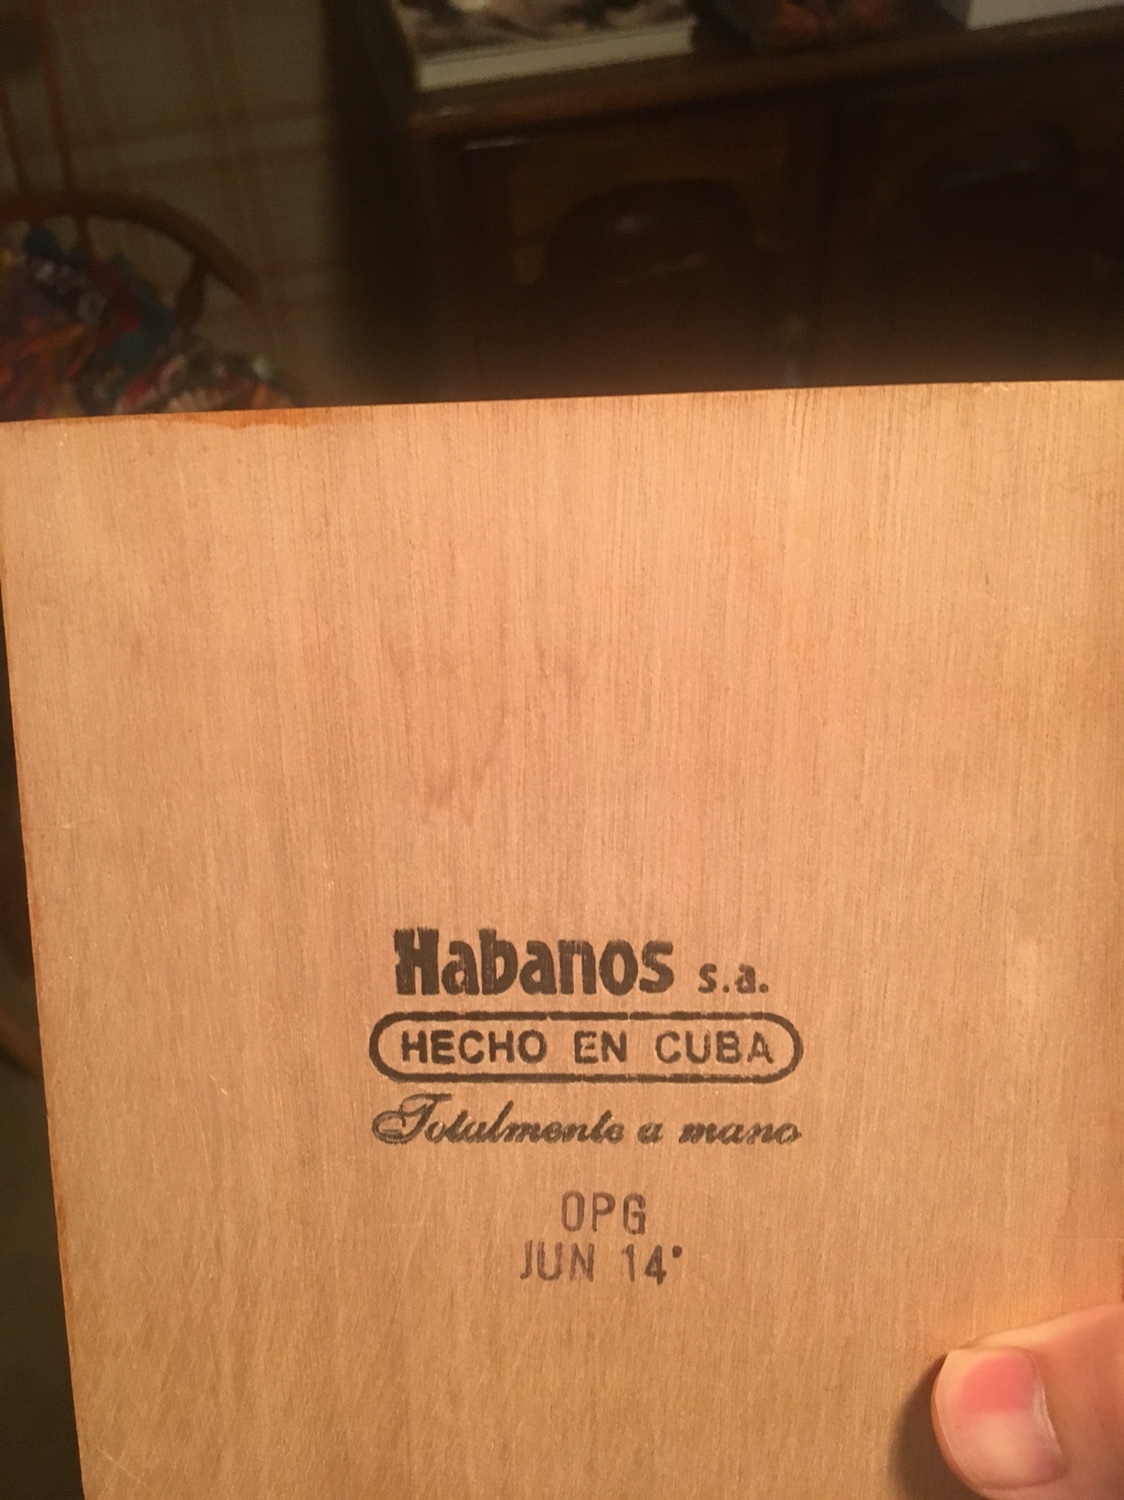 Habanos s.a.
HECHO EN CUBA
Totalmente a mano
OPG
JUN 14